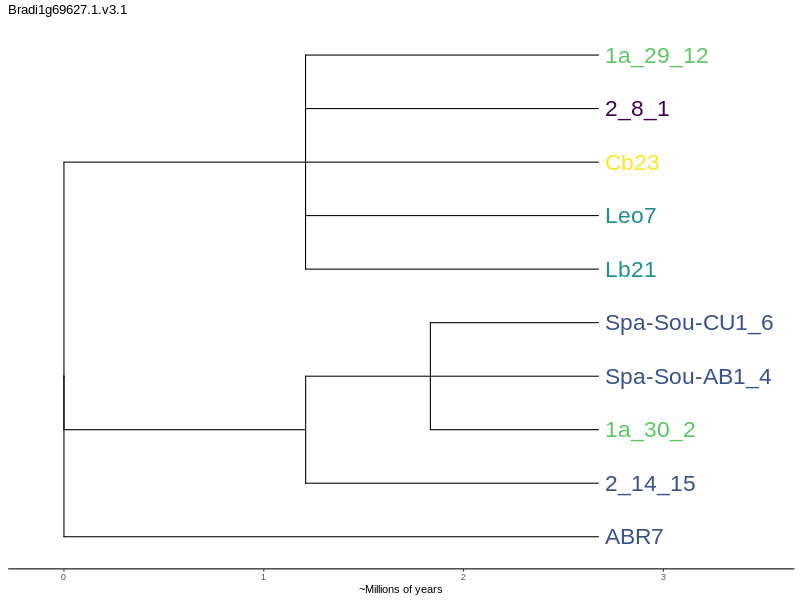 Bradi1g69627.1.v3.1
1a_29_12
2_8_1
Cb23
Leo7
Lb21
Spa-Sou-CU1_6
Spa-Sou-AB1_4
1a_30_2
2_14_15
ABR7
0 1 2 3
~Millions of years